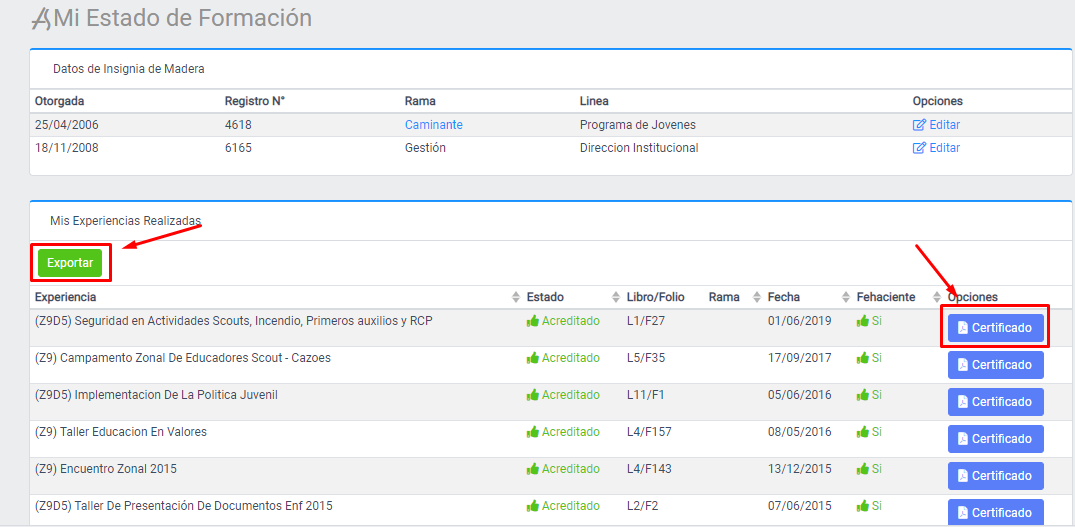 Mi Estado de Formación
Datos de Insignia de Madera
Otorgada Registro N° Rama Linea Opciones
25/04/2006 4618 Caminante Programa de Jovenes Editar
18/11/2008 6165 Gestión Direccion Institucional Editar
Mis Experiencias Realizadas
Exportar
Experiencia Estado Libro/Folio Rama Fecha Fehaciente Opciones
(Z9D5) Seguridad en Actividades Scouts, Incendio, Primeros auxilios y RCP Acreditado L1/F27 01/06/2019 Si Certificado
(Z9) Campamento Zonal De Educadores Scout - Cazoes Acreditado L5/F35 17/09/2017 Si Certificado
(Z9D5) Implementacion De La Politica Juvenil Acreditado L11/F1 05/06/2016 Si Certificado
(Z9) Taller Educacion En Valores Acreditado L4/F157 08/05/2016 Si Certificado
(Z9) Encuentro Zonal 2015 Acreditado L4/F143 13/12/2015 Si Certificado
(Z9D5) Taller De Presentación De Documentos Enf 2015 Acreditado L2/F2 07/06/2015 Si Certificado